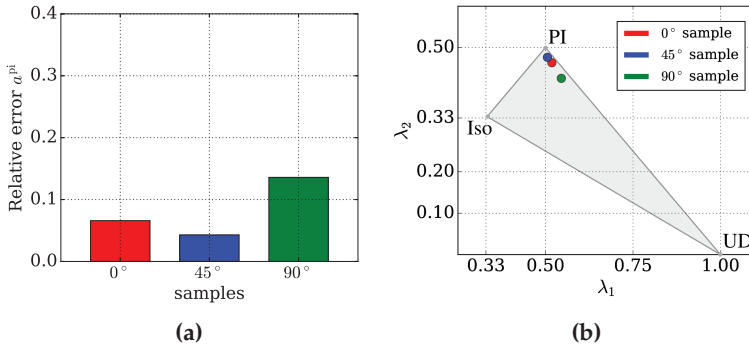 Relative error a^pi
0.4
0.3
0.2
0.1
0.0
0° 45° 90°
samples
(a)
λ2
0.50
0.33
0.20
0.10
PI
Iso
UD
0° sample
45° sample
90° sample
0.33 0.50 0.75 1.00
λ1
(b)